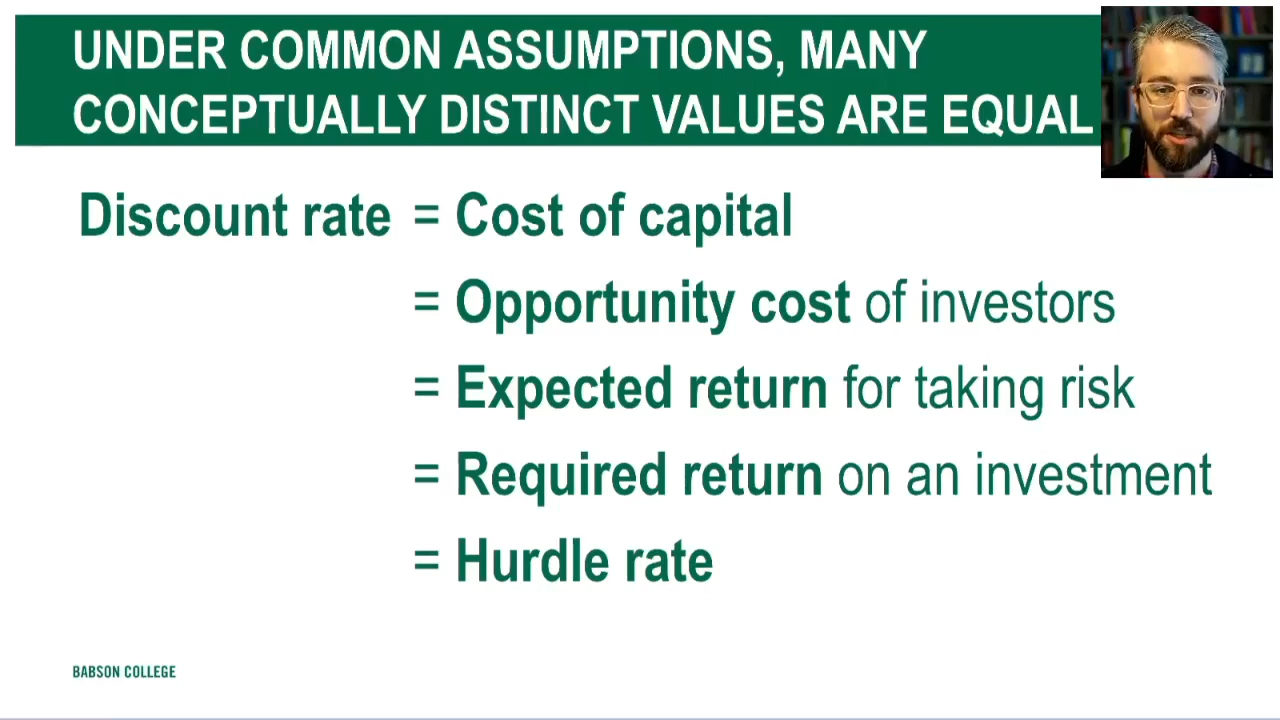 UNDER COMMON ASSUMPTIONS, MANY
CONCEPTUALLY DISTINCT VALUES ARE EQUAL
Discount rate = Cost of capital
= Opportunity cost of investors
= Expected return for taking risk
= Required return on an investment
= Hurdle rate
BABSON COLLEGE